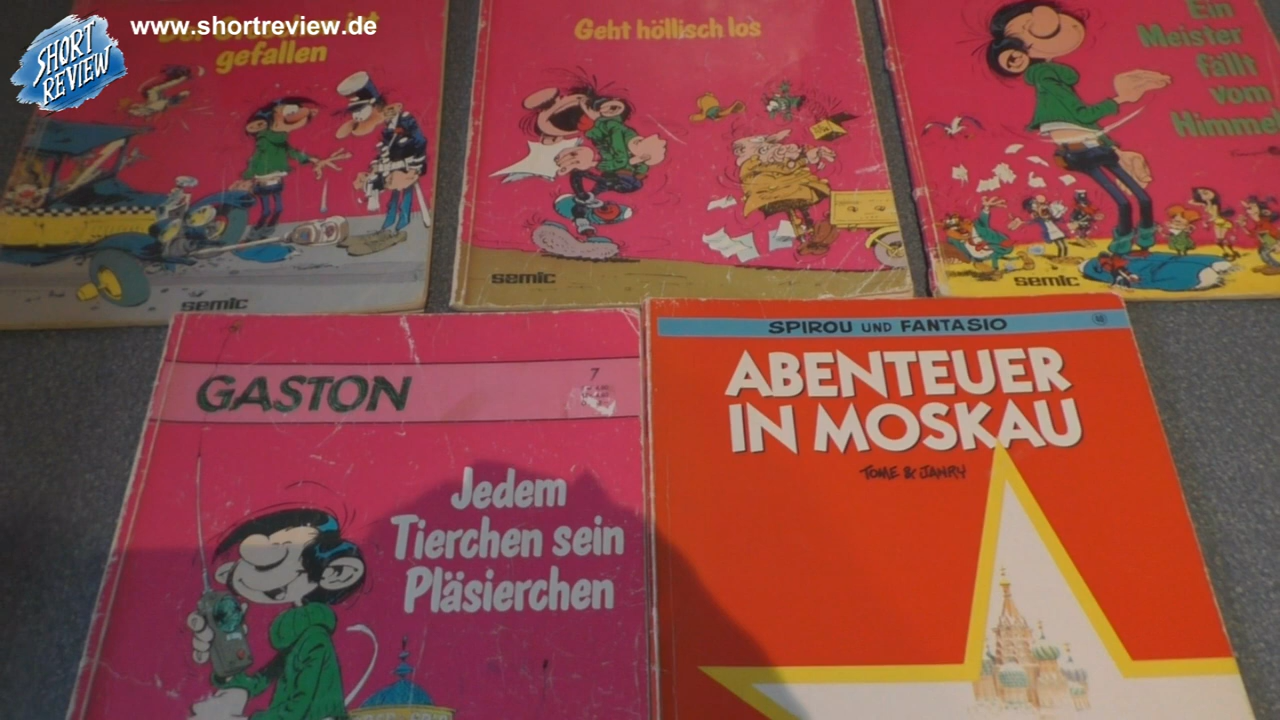 SHORT
REVIEW
www.shortreview.de
gefallen
Geht höllisch los
Ein
Meister
fällt
vom
Himmel
semic
semic
semic
GASTON
7
Jedem
Tierchen sein
Pläsierchen
SPIROU UND FANTASIO
40
ABENTEUER
IN MOSKAU
TOME & JANRY